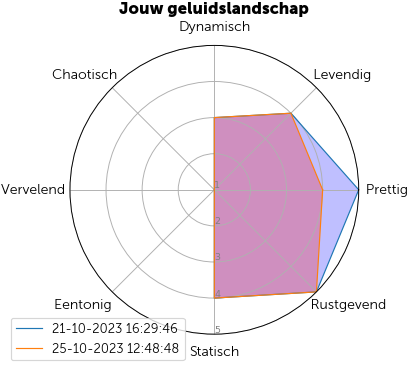 Jouw geluidslandschap
Dynamisch
Chaotisch
Levendig
Vervelend
Prettig
1
2
3
4
5
Eentonig
Rustgevend
Statisch
21-10-2023 16:29:46
25-10-2023 12:48:48